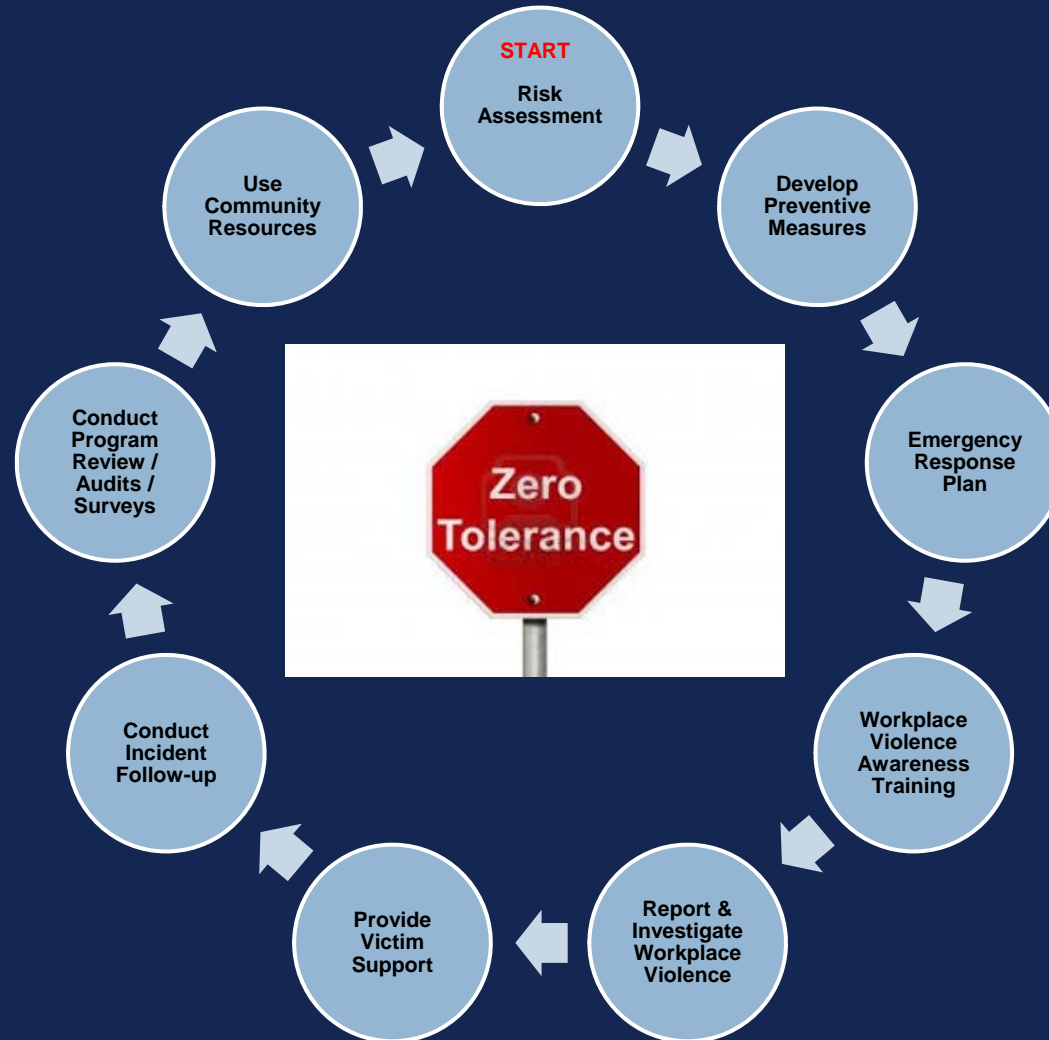 START
Risk
Assessment
Develop
Preventive
Measures
Emergency
Response
Plan
Workplace
Violence
Awareness
Training
Report &
Investigate
Workplace
Violence
Provide
Victim
Support
Conduct
Incident
Follow-up
Conduct
Program
Review /
Audits /
Surveys
Use
Community
Resources
Zero
Tolerance